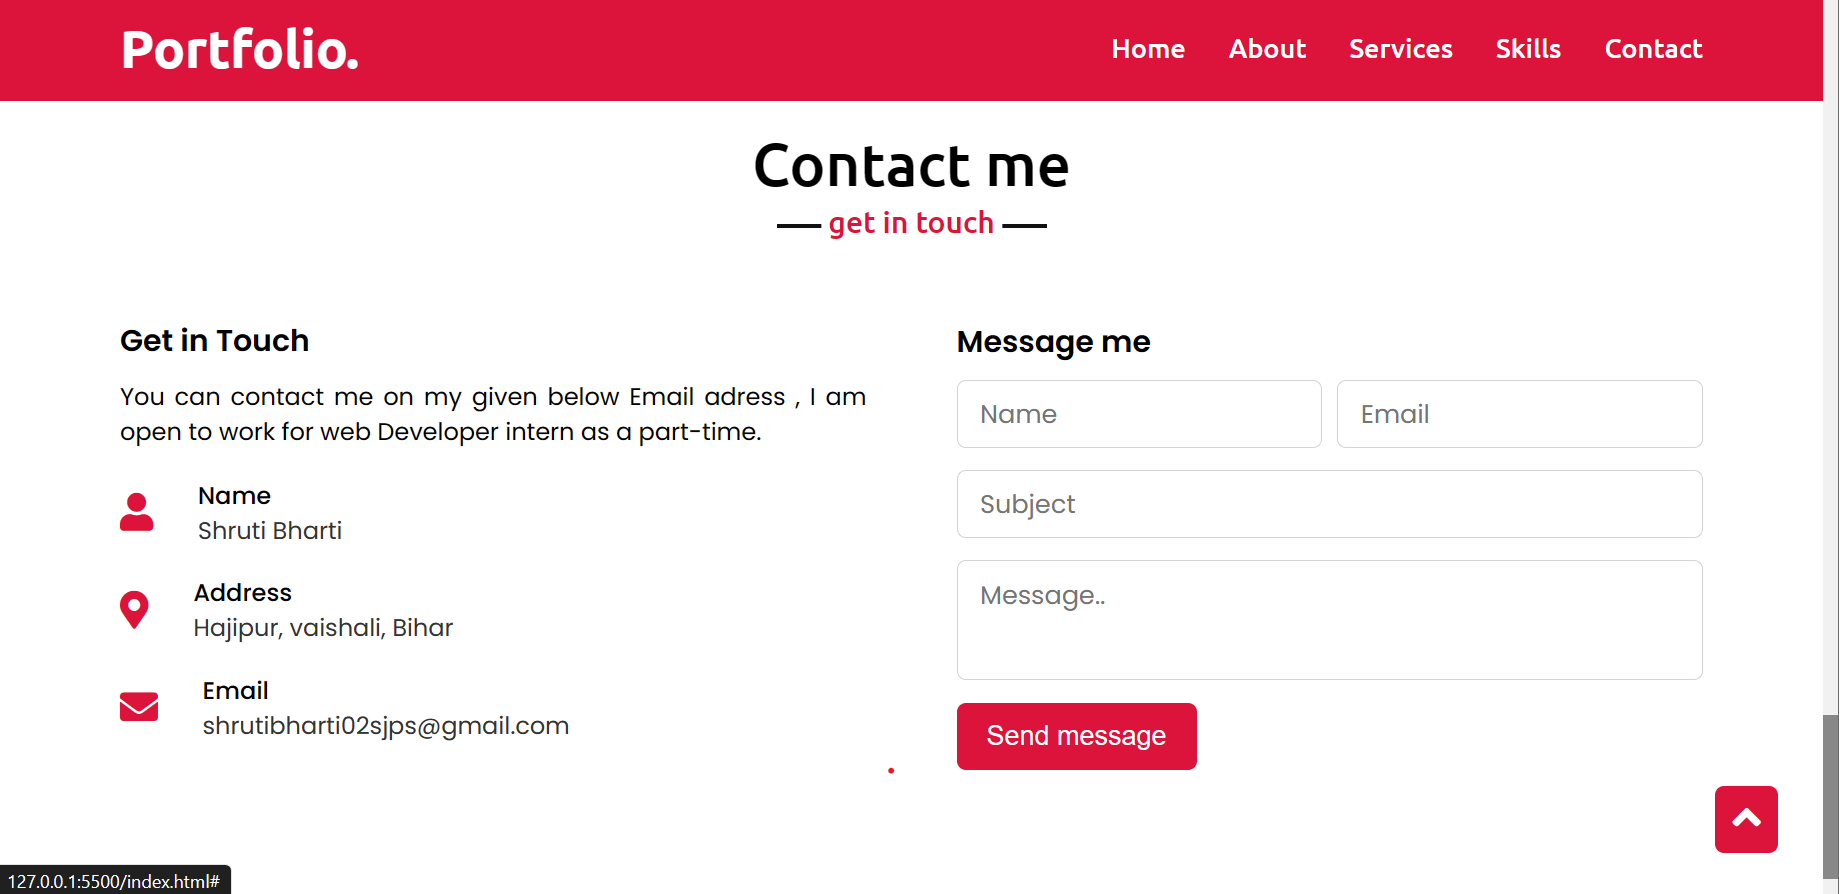 Portfolio.
Home About Services Skills Contact
Contact me
get in touch
Get in Touch
You can contact me on my given below Email adress , I am
open to work for web Developer intern as a part-time.
Name
Shruti Bharti
Address
Hajipur, vaishali, Bihar
Email
shrutibharti02sjps@gmail.com
Message me
Name Email
Subject
Message..
Send message
127.0.0.1:5500/index.html#